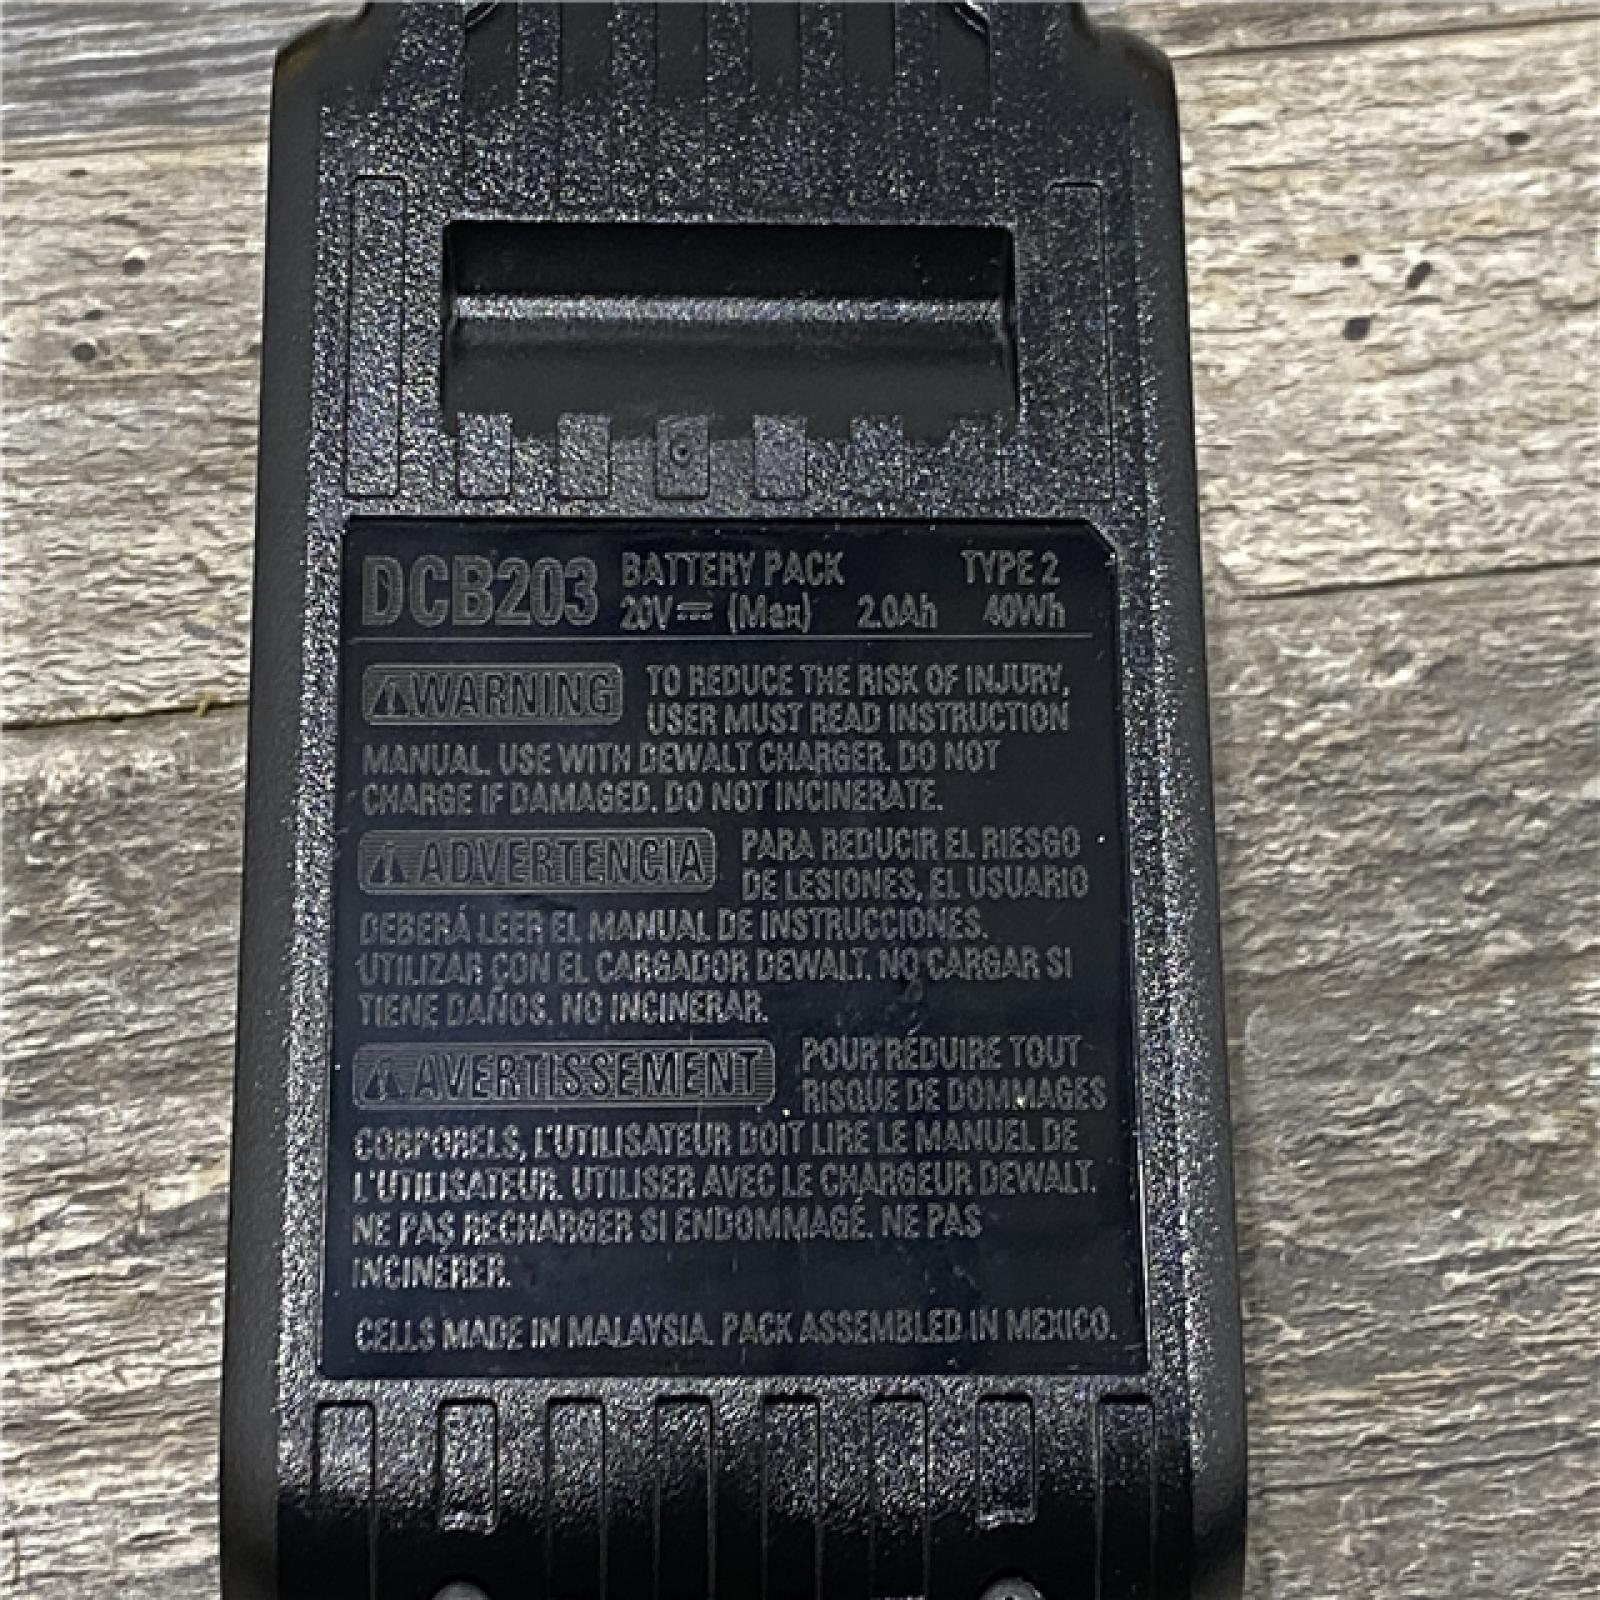 DCB203 BATTERY PACK TYPE 2
20V⎓ (Max) 2.0Ah 40Wh
⚠WARNING TO REDUCE THE RISK OF INJURY,
USER MUST READ INSTRUCTION
MANUAL. USE WITH DEWALT CHARGER. DO NOT
CHARGE IF DAMAGED. DO NOT INCINERATE.
⚠ADVERTENCIA PARA REDUCIR EL RIESGO
DE LESIONES, EL USUARIO
DEBERÁ LEER EL MANUAL DE INSTRUCCIONES.
UTILIZAR CON EL CARGADOR DEWALT. NO CARGAR SI
TIENE DAÑOS. NO INCINERAR.
⚠AVERTISSEMENT POUR RÉDUIRE TOUT
RISQUE DE DOMMAGES
CORPORELS, L'UTILISATEUR DOIT LIRE LE MANUEL DE
L'UTILISATEUR. UTILISER AVEC LE CHARGEUR DEWALT.
NE PAS RECHARGER SI ENDOMMAGÉ. NE PAS
INCINÉRER.
CELLS MADE IN MALAYSIA. PACK ASSEMBLED IN MEXICO.